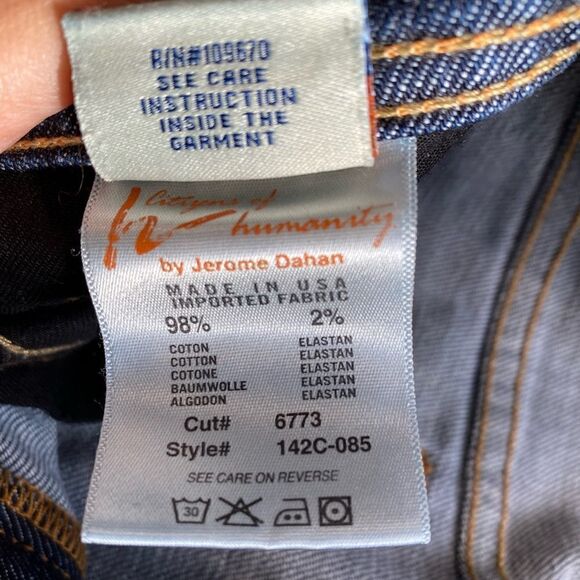 R/N#109670
SEE CARE
INSTRUCTION
INSIDE THE
GARMENT
Citizens of
humanity
by Jerome Dahan
MADE IN USA
IMPORTED FABRIC
98% 2%
COTON ELASTAN
COTTON ELASTAN
COTONE ELASTAN
BAUMWOLLE ELASTAN
ALGODON ELASTAN
Cut# 6773
Style# 142C-085
SEE CARE ON REVERSE
30